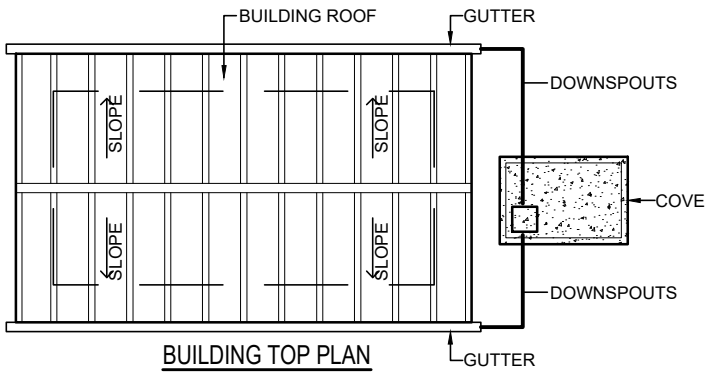 BUILDING ROOF
GUTTER
DOWNSPOUTS
SLOPE
SLOPE
COVE
SLOPE
SLOPE
DOWNSPOUTS
BUILDING TOP PLAN
GUTTER